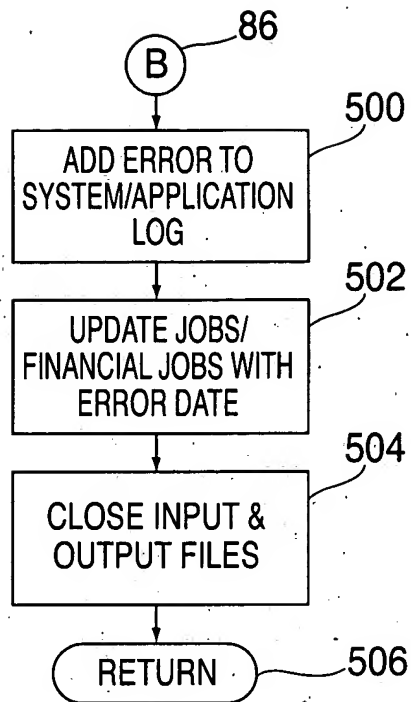 86
B
500
ADD ERROR TO
SYSTEM/APPLICATION
LOG
502
UPDATE JOBS/
FINANCIAL JOBS WITH
ERROR DATE
504
CLOSE INPUT &
OUTPUT FILES
RETURN
506